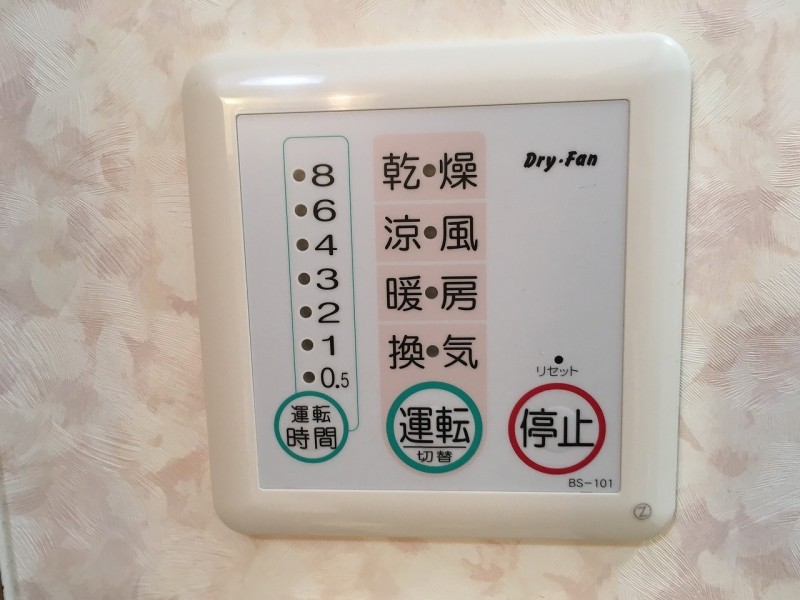 8
6
4
3
2
1
0.5
運転
時間
乾・燥
涼・風
暖・房
換・気
運転
切替
Dry・Fan
リセット
停止
BS-101
Z